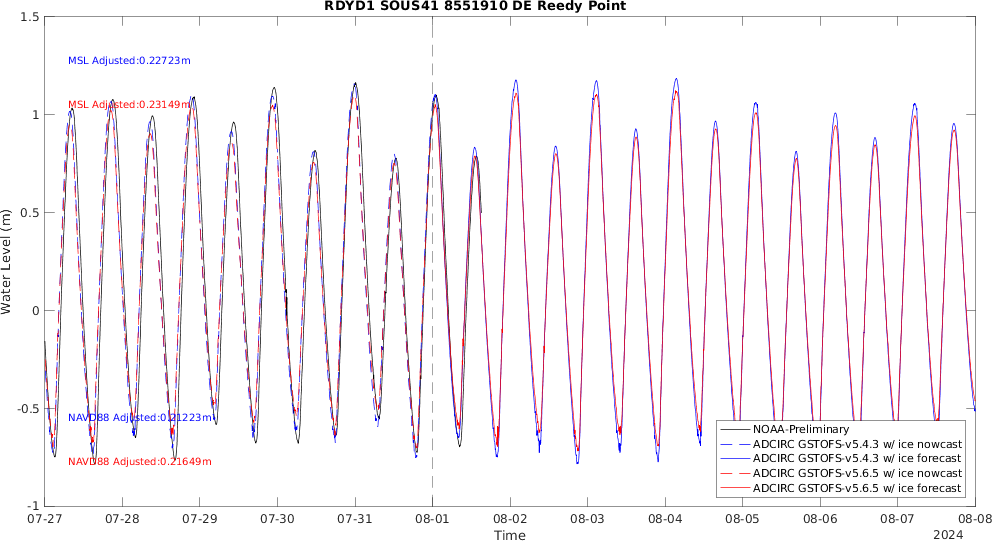 RDYD1 SOUS41 8551910 DE Reedy Point
1.5
1
0.5
0
-0.5
-1
Water Level (m)
MSL Adjusted:0.22723m
MSL Adjusted:0.23149m
NAVD88 Adjusted:0.21223m
NAVD88 Adjusted:0.21649m
NOAA-Preliminary
ADCIRC GSTOFS-v5.4.3 w/ ice nowcast
ADCIRC GSTOFS-v5.4.3 w/ ice forecast
ADCIRC GSTOFS-v5.6.5 w/ ice nowcast
ADCIRC GSTOFS-v5.6.5 w/ ice forecast
07-27 07-28 07-29 07-30 07-31 08-01 08-02 08-03 08-04 08-05 08-06 08-07 08-08
Time
2024